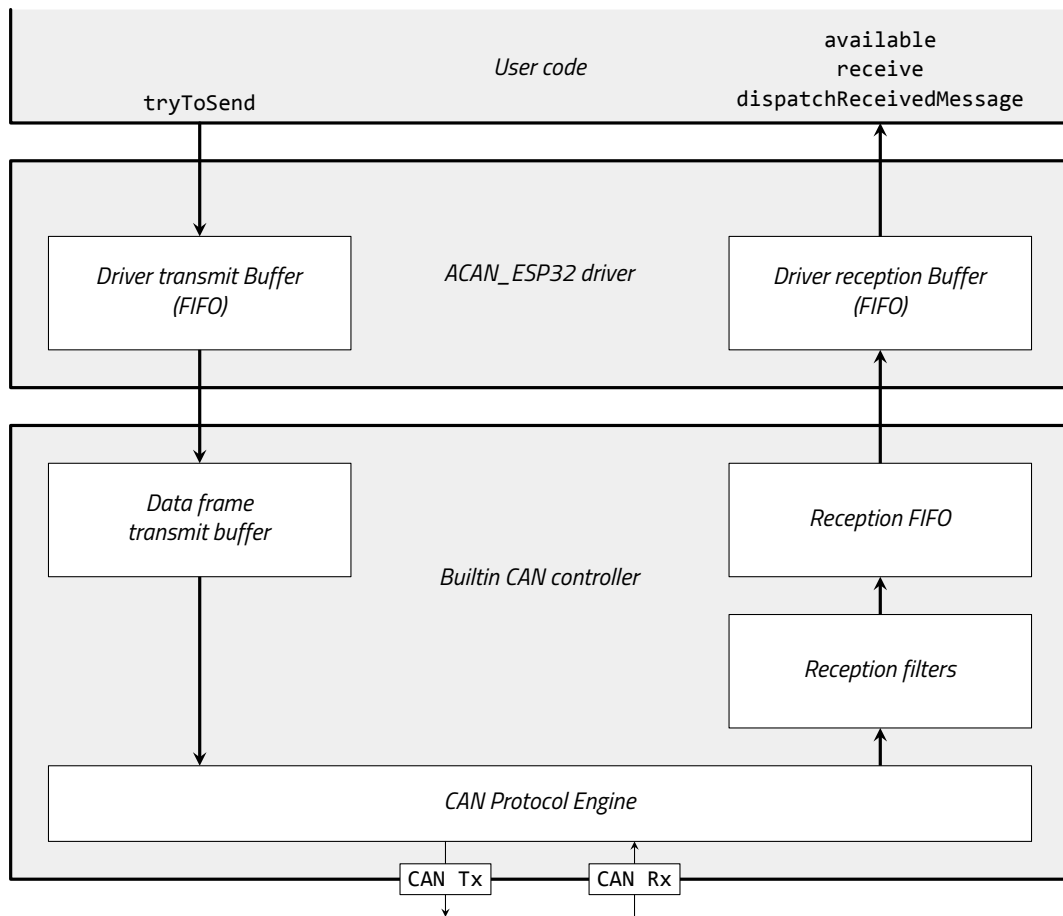 User code
tryToSend
available
receive
dispatchReceivedMessage
Driver transmit Buffer
(FIFO)
ACAN_ESP32 driver
Driver reception Buffer
(FIFO)
Data frame
transmit buffer
Builtin CAN controller
Reception FIFO
Reception filters
CAN Protocol Engine
CAN Tx
CAN Rx